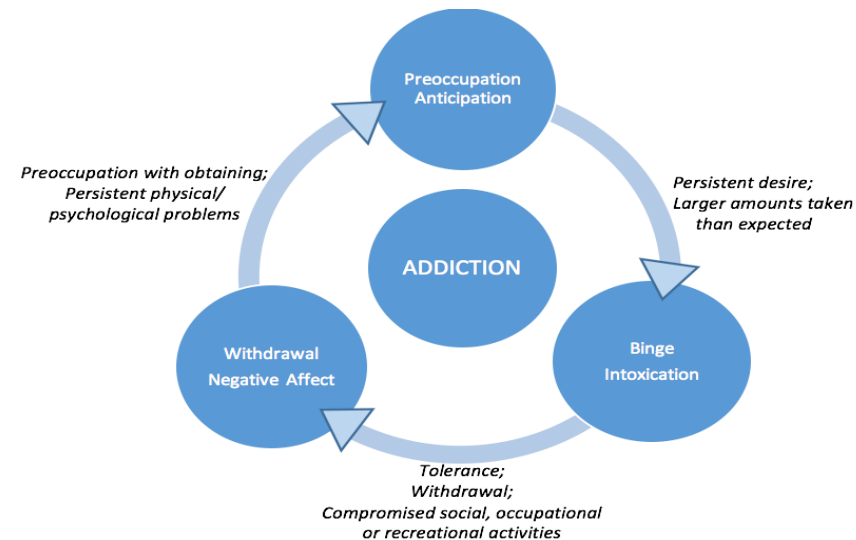 Preoccupation
Anticipation
Preoccupation with obtaining;
Persistent physical/
psychological problems
Persistent desire;
Larger amounts taken
than expected
ADDICTION
Withdrawal
Negative Affect
Binge
Intoxication
Tolerance;
Withdrawal;
Compromised social, occupational
or recreational activities